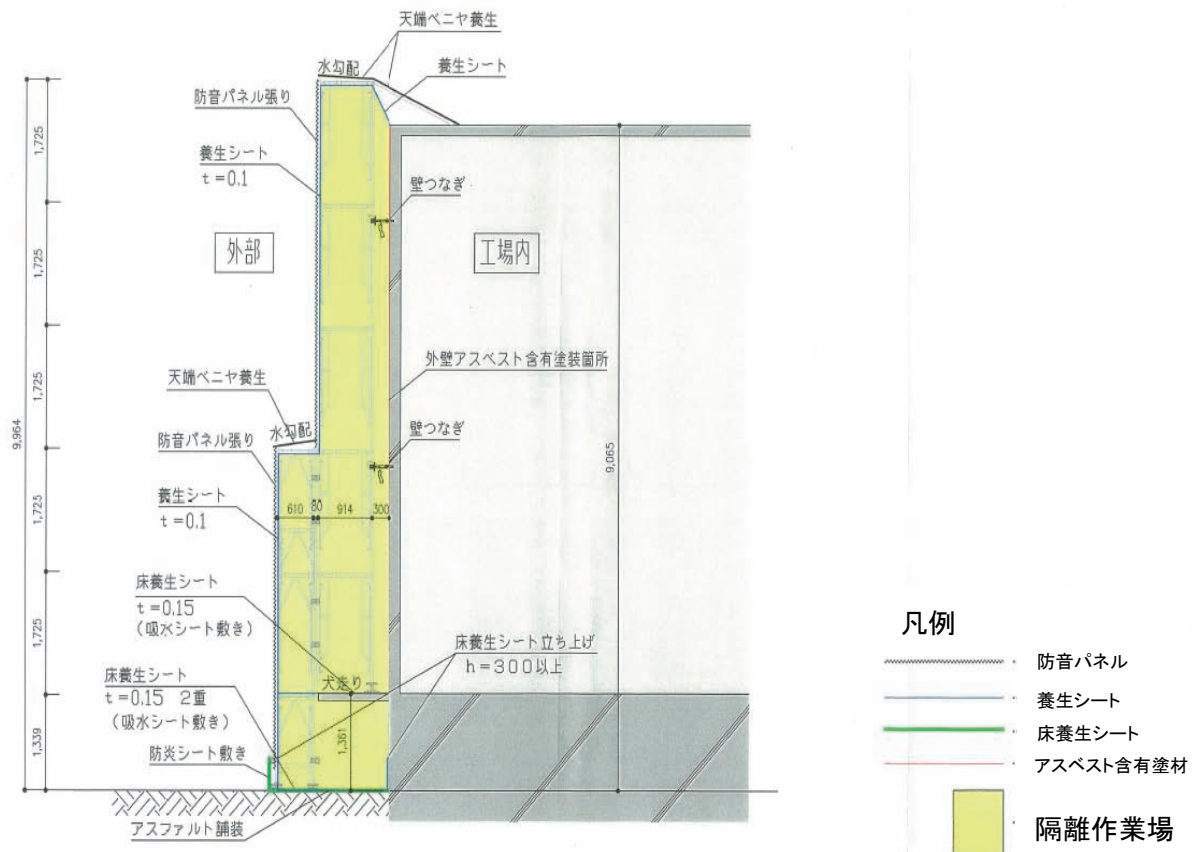 天端ベニヤ養生
水勾配
養生シート
防音パネル張り
養生シート
t=0.1
壁つなぎ
外部
工場内
外壁アスベスト含有塗装箇所
天端ベニヤ養生
水勾配
防音パネル張り
壁つなぎ
養生シート
t=0.1
610
80
914
300
床養生シート
t=0.15
(吸水シート敷き)
床養生シート立ち上げ
h=300以上
床養生シート
t=0.15 2重
(吸水シート敷き)
犬走り
防炎シート敷き
アスファルト舗装
1,725
1,725
1,725
1,725
1,725
1,339
9,964
9,065
1,361
凡例
防音パネル
養生シート
床養生シート
アスベスト含有塗材
隔離作業場